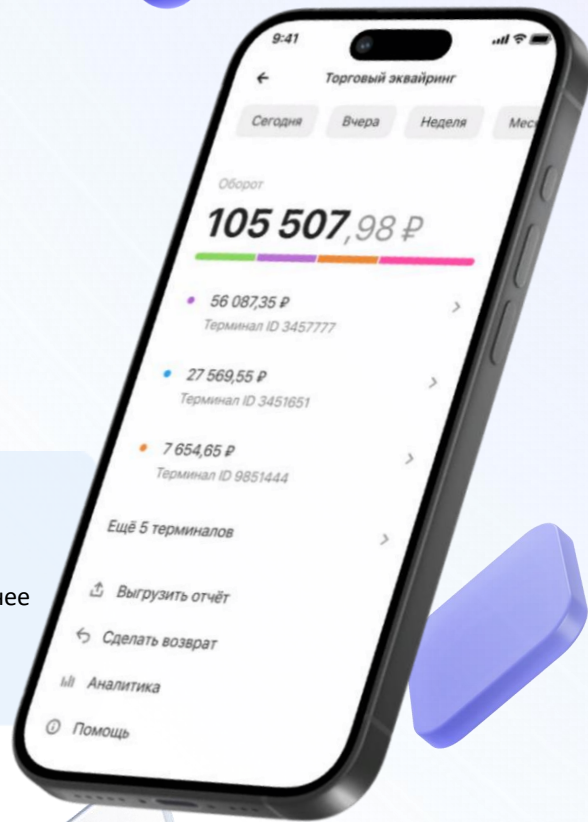 9:41
Торговый эквайринг
Сегодня Вчера Неделя Меся
Оборот
105 507,98 ₽
56 087,35 ₽
Терминал ID 3457777
27 569,55 ₽
Терминал ID 3451651
7 654,65 ₽
Терминал ID 9851444
Ещё 5 терминалов
нее
Выгрузить отчёт
Сделать возврат
Аналитика
Помощь